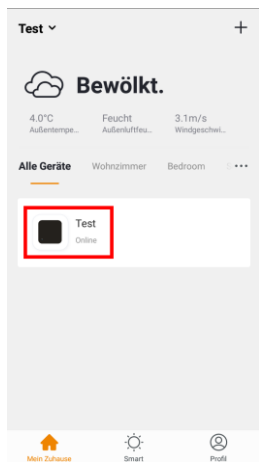 Test
Bewölkt.
4.0°C Feucht 3.1m/s
Außentempe... Außenluftfeu... Windgeschwi...
Alle Geräte Wohnzimmer Bedroom
Test
Online
Mein Zuhause Smart Profil